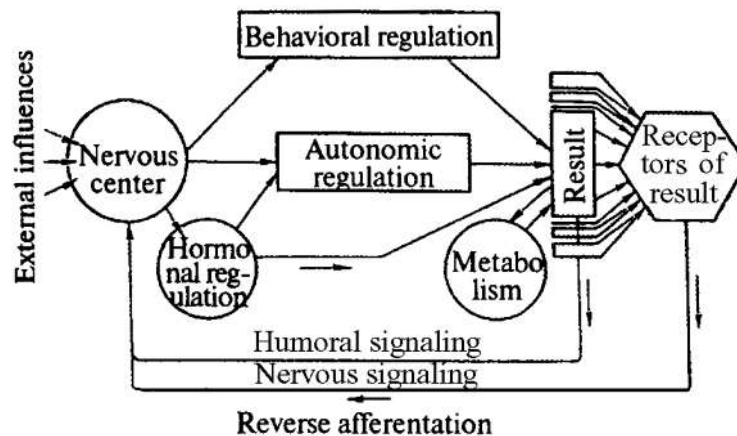 Behavioral regulation
External influences
Nervous
center
Autonomic
regulation
Result
Recep-
tors of
result
Hormo
nal reg-
ulation
Metabo
lism
Humoral signaling
Nervous signaling
Reverse afferentation